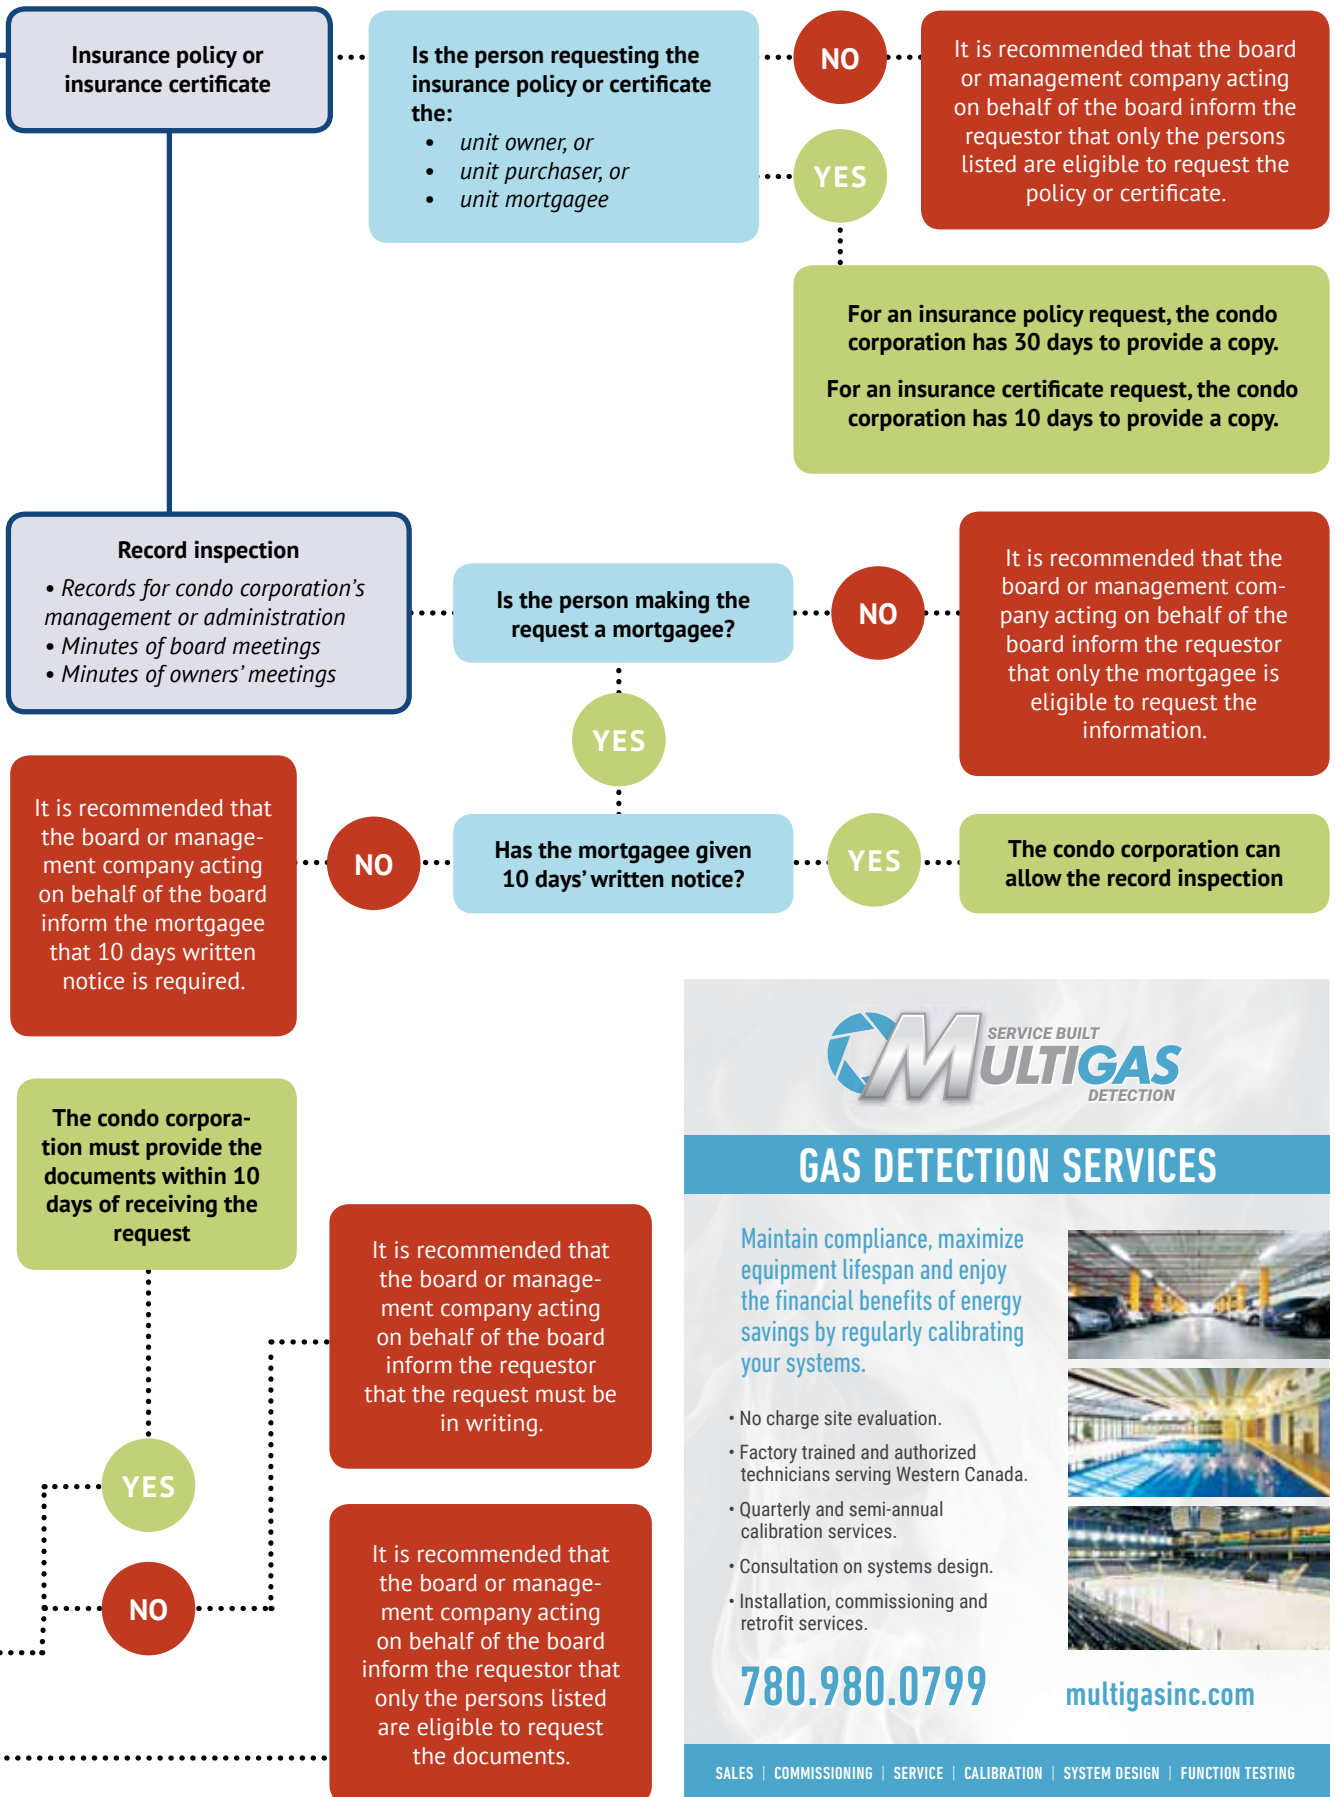 Insurance policy or
insurance certificate
Is the person requesting the
insurance policy or certificate
the:
• unit owner, or
• unit purchaser, or
• unit mortgagee
NO
YES
It is recommended that the board
or management company acting
on behalf of the board inform the
requestor that only the persons
listed are eligible to request the
policy or certificate.
For an insurance policy request, the condo
corporation has 30 days to provide a copy.
For an insurance certificate request, the condo
corporation has 10 days to provide a copy.
Record inspection
• Records for condo corporation’s
management or administration
• Minutes of board meetings
• Minutes of owners’ meetings
Is the person making the
request a mortgagee?
NO
It is recommended that the
board or management com-
pany acting on behalf of the
board inform the requestor
that only the mortgagee is
eligible to request the
information.
YES
It is recommended that
the board or manage-
ment company acting
on behalf of the board
inform the mortgagee
that 10 days written
notice is required.
NO
Has the mortgagee given
10 days’ written notice?
YES
The condo corporation can
allow the record inspection
The condo corpora-
tion must provide the
documents within 10
days of receiving the
request
YES
NO
It is recommended that
the board or manage-
ment company acting
on behalf of the board
inform the requestor
that the request must be
in writing.
It is recommended that
the board or manage-
ment company acting
on behalf of the board
inform the requestor that
only the persons listed
are eligible to request
the documents.
SERVICE BUILT
MULTIGAS
DETECTION
GAS DETECTION SERVICES
Maintain compliance, maximize
equipment lifespan and enjoy
the financial benefits of energy
savings by regularly calibrating
your systems.
• No charge site evaluation.
• Factory trained and authorized
technicians serving Western Canada.
• Quarterly and semi-annual
calibration services.
• Consultation on systems design.
• Installation, commissioning and
retrofit services.
780.980.0799
multigasinc.com
SALES | COMMISSIONING | SERVICE | CALIBRATION | SYSTEM DESIGN | FUNCTION TESTING